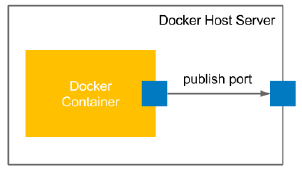 Docker Host Server
Docker
Container
publish port